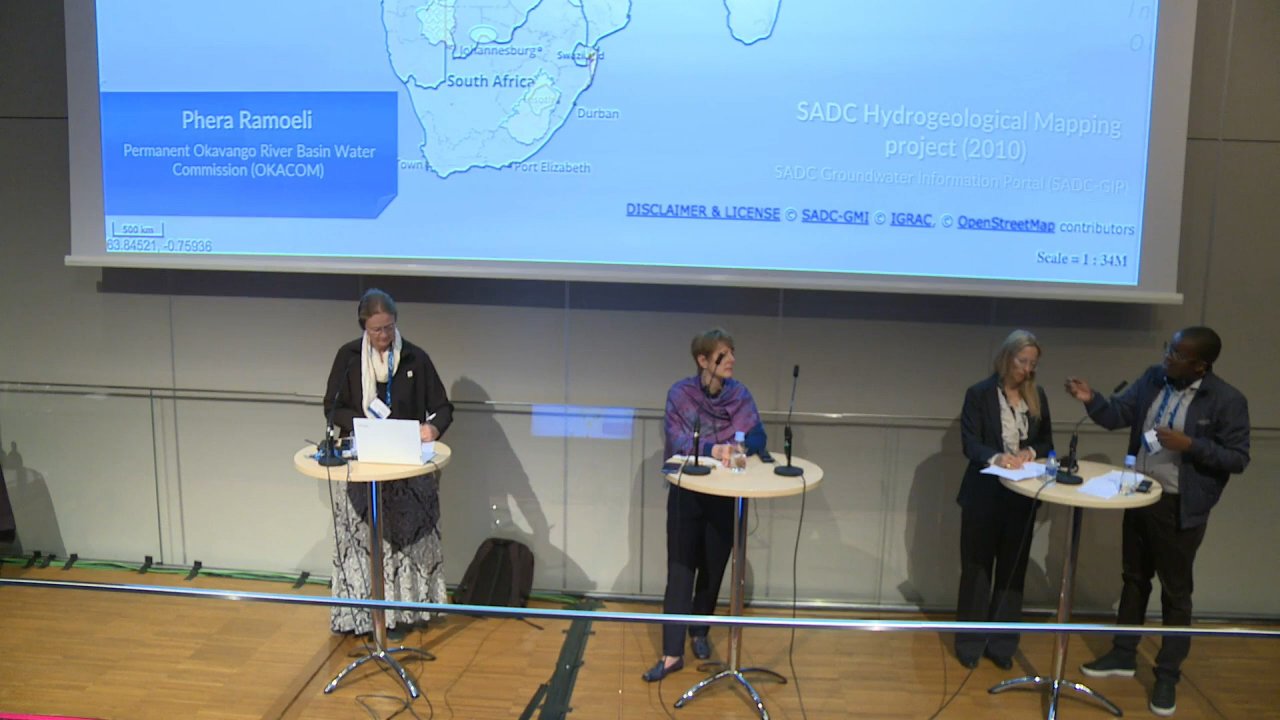 Johannesburg
South Africa
Durban
Town
Port Elizabeth
Phera Ramoeli
Permanent Okavango River Basin Water
Commission (OKACOM)
SADC Hydrogeological Mapping
project (2010)
SADC Groundwater Information Portal (SADC-GIP)
DISCLAIMER & LICENSE © SADC-GMI © IGRAC, © OpenStreetMap contributors
500 km
63.84521, -0.75936
Scale = 1 : 34M